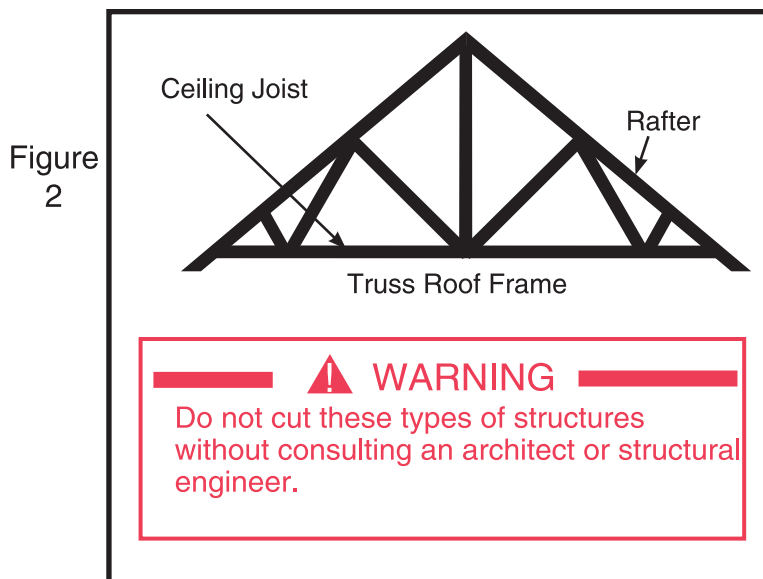 Figure
2
Ceiling Joist
Rafter
Truss Roof Frame
! WARNING
Do not cut these types of structures
without consulting an architect or structural
engineer.